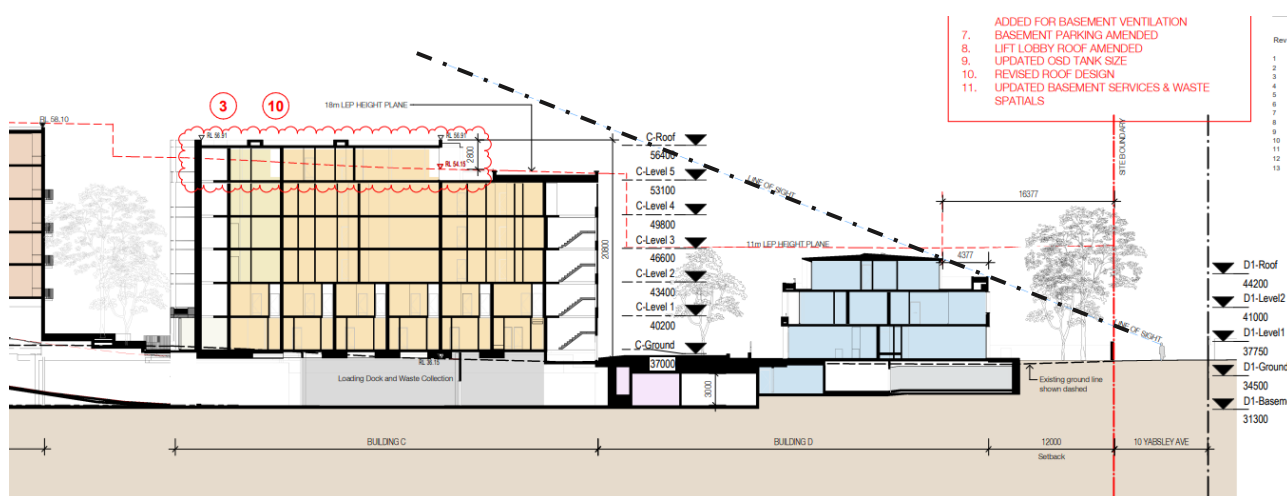 ADDED FOR BASEMENT VENTILATION
7. BASEMENT PARKING AMENDED
8. LIFT LOBBY ROOF AMENDED
9. UPDATED OSD TANK SIZE
10. REVISED ROOF DESIGN
11. UPDATED BASEMENT SERVICES & WASTE
SPATIALS
Rev
1
2
3
4
5
6
7
8
9
10
11
12
13
3
10
18m LEP HEIGHT PLANE
RL 58.10
RL 56.91
RL 56.91
2800
RL 54.15
C-Roof
56400
C-Level 5
53100
C-Level 4
49800
C-Level 3
46600
C-Level 2
43400
C-Level 1
40200
C-Ground
37000
20800
LINE OF SIGHT
SITE BOUNDARY
16377
11m LEP HEIGHT PLANE
4377
LINE OF SIGHT
D1-Roof
44200
D1-Level2
41000
D1-Level1
37750
D1-Ground
34500
D1-Basem
31300
RL 36.15
Loading Dock and Waste Collection
3000
Existing ground line
shown dashed
BUILDING C
BUILDING D
12000
Setback
10 YABSLEY AVE